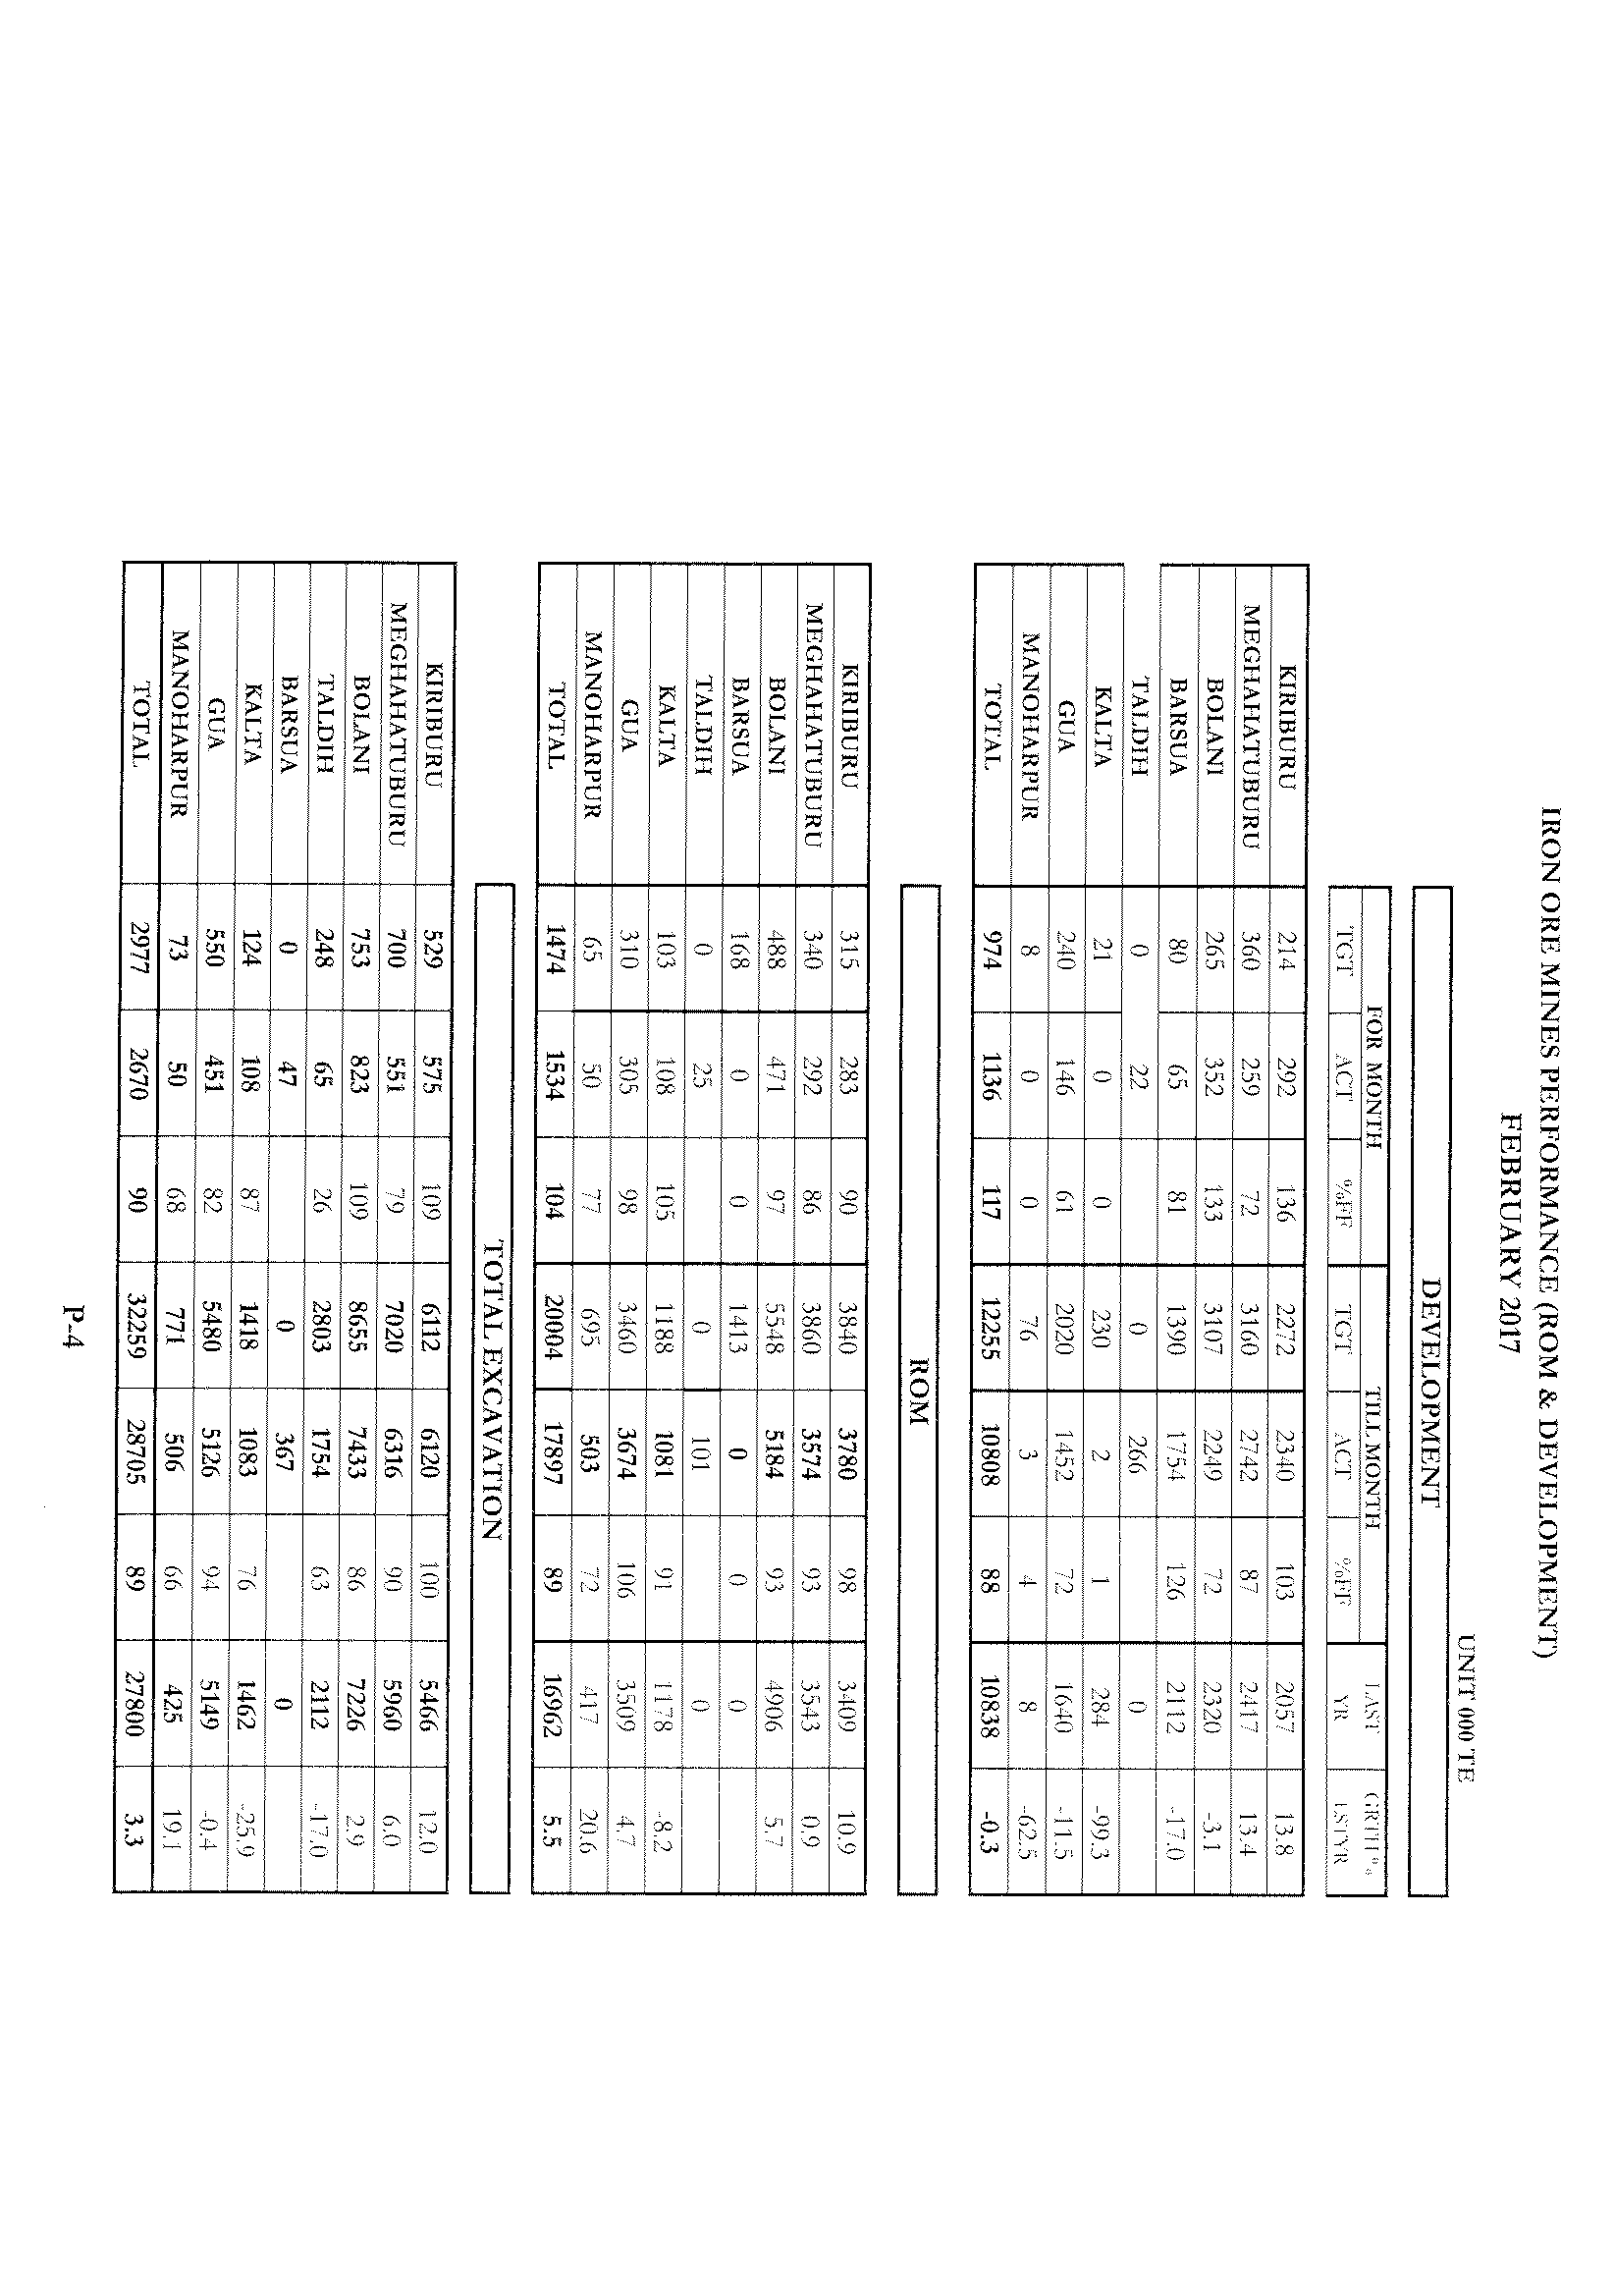 IRON ORE MINES PERFORMANCE (ROM & DEVELOPMENT)
FEBRUARY 2017
UNIT 000 TE
DEVELOPMENT
FOR MONTH TILL MONTH LAST GRTH %
TGT ACT %FF TGT ACT %FF YR LSTYR
KIRIBURU 214 292 136 2272 2340 103 2057 13.8
MEGHAHATUBURU 360 259 72 3160 2742 87 2417 13.4
BOLANI 265 352 133 3107 2249 72 2320 -3.1
BARSUA 80 65 81 1390 1754 126 2112 -17.0
TALDIH 0 22 0 266 0
KALTA 21 0 0 230 2 1 284 -99.3
GUA 240 146 61 2020 1452 72 1640 -11.5
MANOHARPUR 8 0 0 76 3 4 8 -62.5
TOTAL 974 1136 117 12255 10808 88 10838 -0.3
ROM
KIRIBURU 315 283 90 3840 3780 98 3409 10.9
MEGHAHATUBURU 340 292 86 3860 3574 93 3543 0.9
BOLANI 488 471 97 5548 5184 93 4906 5.7
BARSUA 168 0 0 1413 0 0 0
TALDIH 0 25 0 101 0
KALTA 103 108 105 1188 1081 91 1178 -8.2
GUA 310 305 98 3460 3674 106 3509 4.7
MANOHARPUR 65 50 77 695 503 72 417 20.6
TOTAL 1474 1534 104 20004 17897 89 16962 5.5
TOTAL EXCAVATION
KIRIBURU 529 575 109 6112 6120 100 5466 12.0
MEGHAHATUBURU 700 551 79 7020 6316 90 5960 6.0
BOLANI 753 823 109 8655 7433 86 7226 2.9
TALDIH 248 65 26 2803 1754 63 2112 -17.0
BARSUA 0 47 0 367 0
KALTA 124 108 87 1418 1083 76 1462 -25.9
GUA 550 451 82 5480 5126 94 5149 -0.4
MANOHARPUR 73 50 68 771 506 66 425 19.1
TOTAL 2977 2670 90 32259 28705 89 27800 3.3
P-4